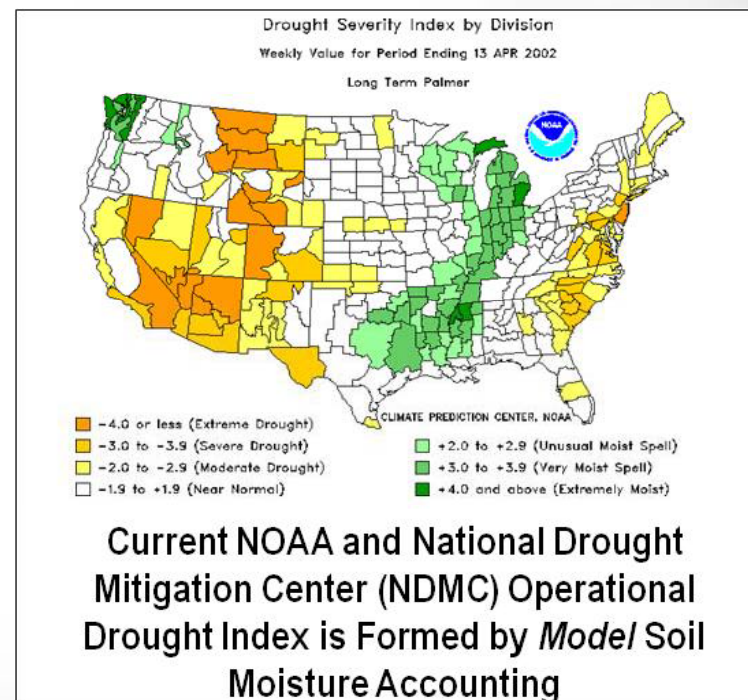 Drought Severity Index by Division
Weekly Value for Period Ending 13 APR 2002
Long Term Palmer
NOAA
CLIMATE PREDICTION CENTER, NOAA
-4.0 or less (Extreme Drought)
-3.0 to -3.9 (Severe Drought)
-2.0 to -2.9 (Moderate Drought)
-1.9 to +1.9 (Near Normal)
+2.0 to +2.9 (Unusual Moist Spell)
+3.0 to +3.9 (Very Moist Spell)
+4.0 and above (Extremely Moist)
Current NOAA and National Drought
Mitigation Center (NDMC) Operational
Drought Index is Formed by Model Soil
Moisture Accounting